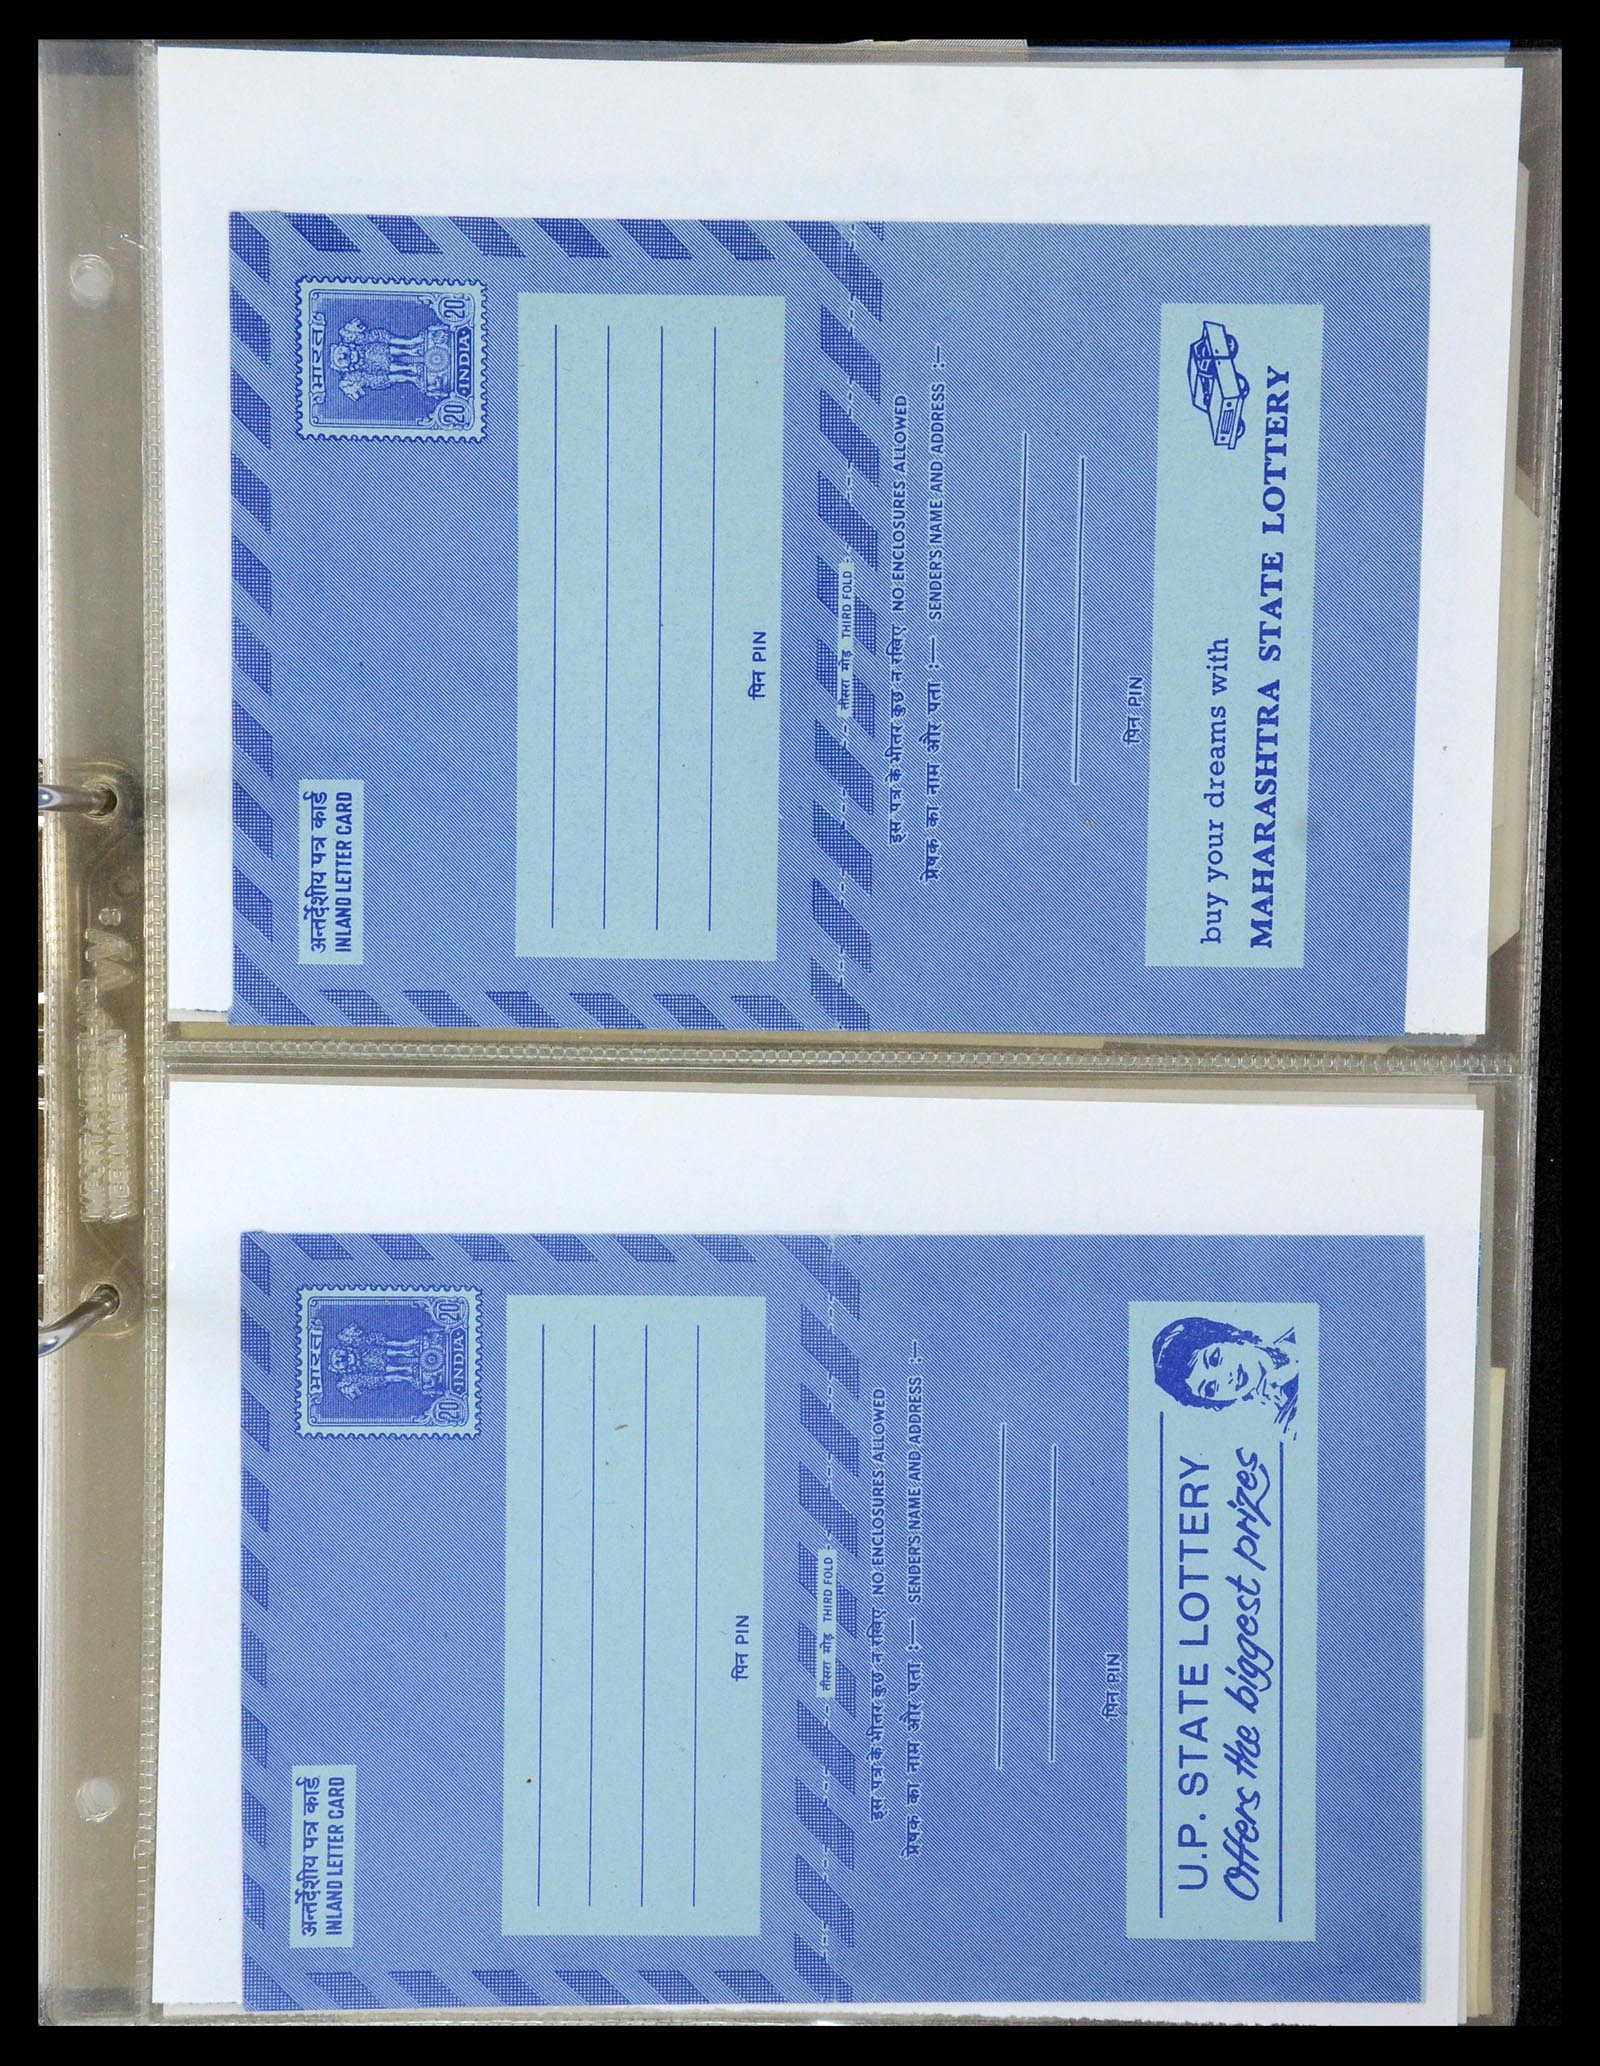 अन्तर्देशीय पत्र कार्ड
INLAND LETTER CARD
भारत
20 INDIA 20
पिन PIN
तीसरा मोड़ THIRD FOLD
इस पत्र के भीतर कुछ न रखिए NO ENCLOSURES ALLOWED
प्रेषक का नाम और पता :— SENDER'S NAME AND ADDRESS :—
पिन PIN
buy your dreams with
MAHARASHTRA STATE LOTTERY
अन्तर्देशीय पत्र कार्ड
INLAND LETTER CARD
भारत
20 INDIA 20
पिन PIN
तीसरा मोड़ THIRD FOLD
इस पत्र के भीतर कुछ न रखिए NO ENCLOSURES ALLOWED
प्रेषक का नाम और पता :— SENDER'S NAME AND ADDRESS :—
पिन PIN
U.P. STATE LOTTERY
Offers the biggest prizes